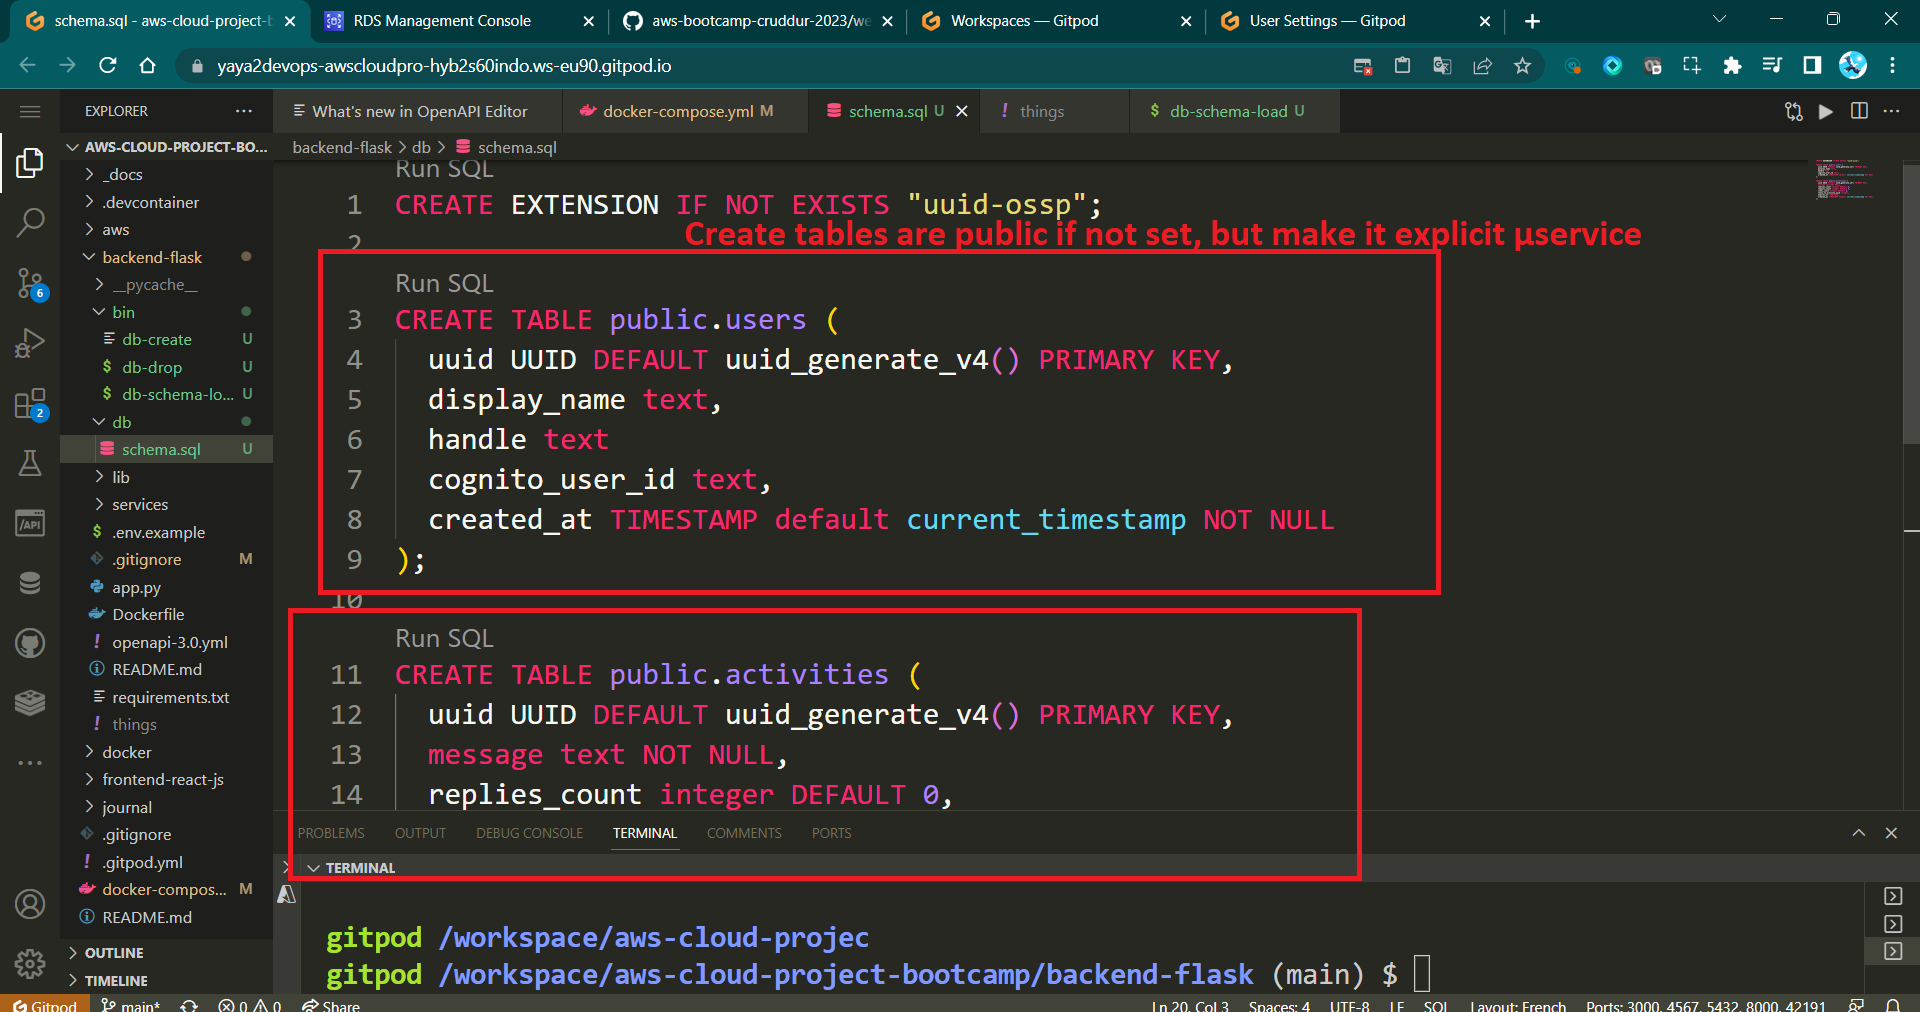 schema.sql - aws-cloud-project-b
RDS Management Console
aws-bootcamp-cruddur-2023/we
Workspaces — Gitpod
User Settings — Gitpod
yaya2devops-awscloudpro-hyb2s60indo.ws-eu90.gitpod.io
EXPLORER
What's new in OpenAPI Editor
docker-compose.yml M
schema.sql U
! things
$ db-schema-load U
AWS-CLOUD-PROJECT-BO...
backend-flask > db > schema.sql
_docs
.devcontainer
aws
backend-flask
__pycache__
bin
db-create U
$ db-drop U
$ db-schema-lo... U
db
schema.sql U
lib
services
$ .env.example
.gitignore M
app.py
Dockerfile
! openapi-3.0.yml
README.md
requirements.txt
! things
docker
frontend-react-js
journal
.gitignore
! .gitpod.yml
docker-compos... M
README.md
OUTLINE
TIMELINE
6
2
/API
Run SQL
1 CREATE EXTENSION IF NOT EXISTS "uuid-ossp";
2
Create tables are public if not set, but make it explicit µservice
Run SQL
3 CREATE TABLE public.users (
4 uuid UUID DEFAULT uuid_generate_v4() PRIMARY KEY,
5 display_name text,
6 handle text
7 cognito_user_id text,
8 created_at TIMESTAMP default current_timestamp NOT NULL
9 );
10
Run SQL
11 CREATE TABLE public.activities (
12 uuid UUID DEFAULT uuid_generate_v4() PRIMARY KEY,
13 message text NOT NULL,
14 replies_count integer DEFAULT 0,
PROBLEMS OUTPUT DEBUG CONSOLE TERMINAL COMMENTS PORTS
TERMINAL
gitpod /workspace/aws-cloud-projec
gitpod /workspace/aws-cloud-project-bootcamp/backend-flask (main) $
Gitpod main* 0 0 Share Ln 20, Col 3 Spaces: 4 UTF-8 LF SQL Layout: French Ports: 3000, 4567, 5432, 8000, 42191